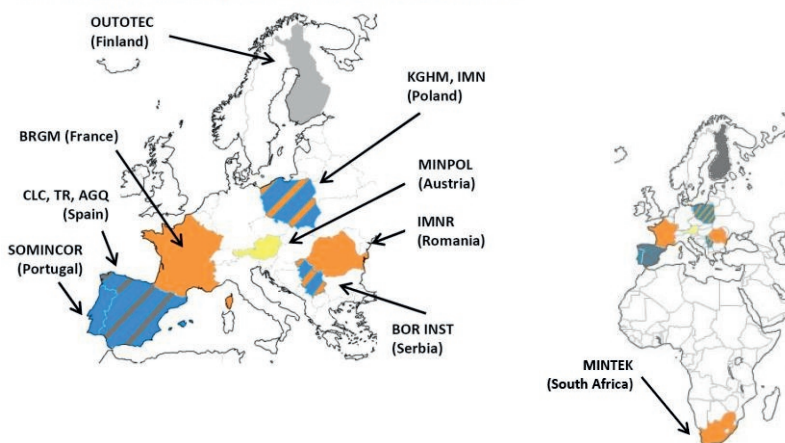 OUTOTEC
(Finland)
KGHM, IMN
(Poland)
BRGM (France)
MINPOL
(Austria)
CLC, TR, AGQ
(Spain)
IMNR
(Romania)
SOMINCOR
(Portugal)
BOR INST
(Serbia)
MINTEK
(South Africa)